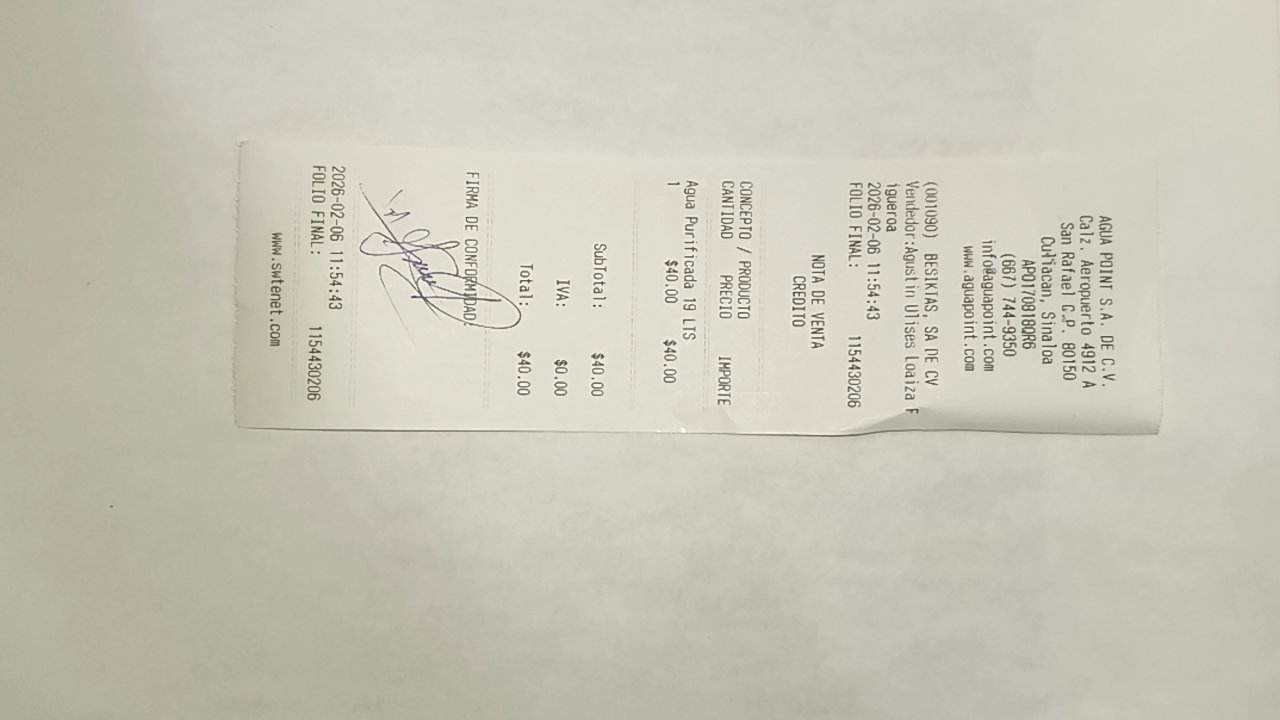 AGUA POINT S.A. DE C.V.
Calz. Aeropuerto 4912 A
San Rafael C.P. 80150
Culiacan, Sinaloa
APO170818QR6
(667) 744-9350
info@aguapoint.com
www.aguapoint.com
(001090) BESIKTAS, SA DE CV
Vendedor:Agustin Ulises Loaiza F
igueroa
2026-02-06 11:54:43
FOLIO FINAL: 1154430206
NOTA DE VENTA
CREDITO
CONCEPTO / PRODUCTO
CANTIDAD PRECIO IMPORTE
Agua Purificada 19 LTS
1 $40.00 $40.00
SubTotal: $40.00
IVA: $0.00
Total: $40.00
FIRMA DE CONFORMIDAD:
2026-02-06 11:54:43
FOLIO FINAL: 1154430206
www.swtenet.com